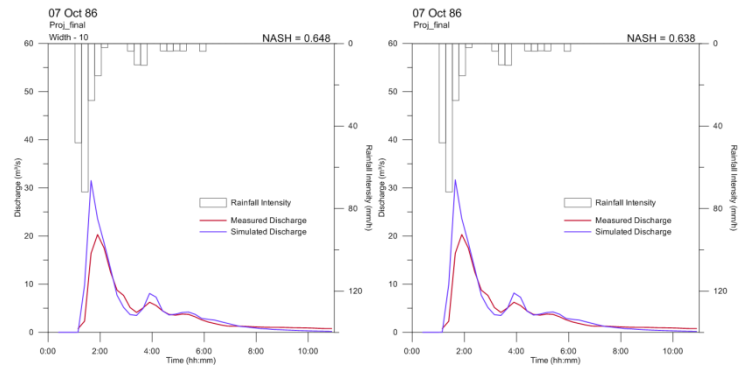 07 Oct 86
Proj_final
Width - 10
NASH = 0.648
60
50
40
30
20
10
0
Discharge (m³/s)
0
40
80
120
Rainfall Intensity (mm/h)
Rainfall Intensity
Measured Discharge
Simulated Discharge
0:00
2:00
4:00
6:00
8:00
10:00
Time (hh:mm)
07 Oct 86
Proj_final
NASH = 0.638
60
50
40
30
20
10
0
Discharge (m³/s)
0
40
80
120
Rainfall Intensity (mm/h)
Rainfall Intensity
Measured Discharge
Simulated Discharge
0:00
2:00
4:00
6:00
8:00
10:00
Time (hh:mm)